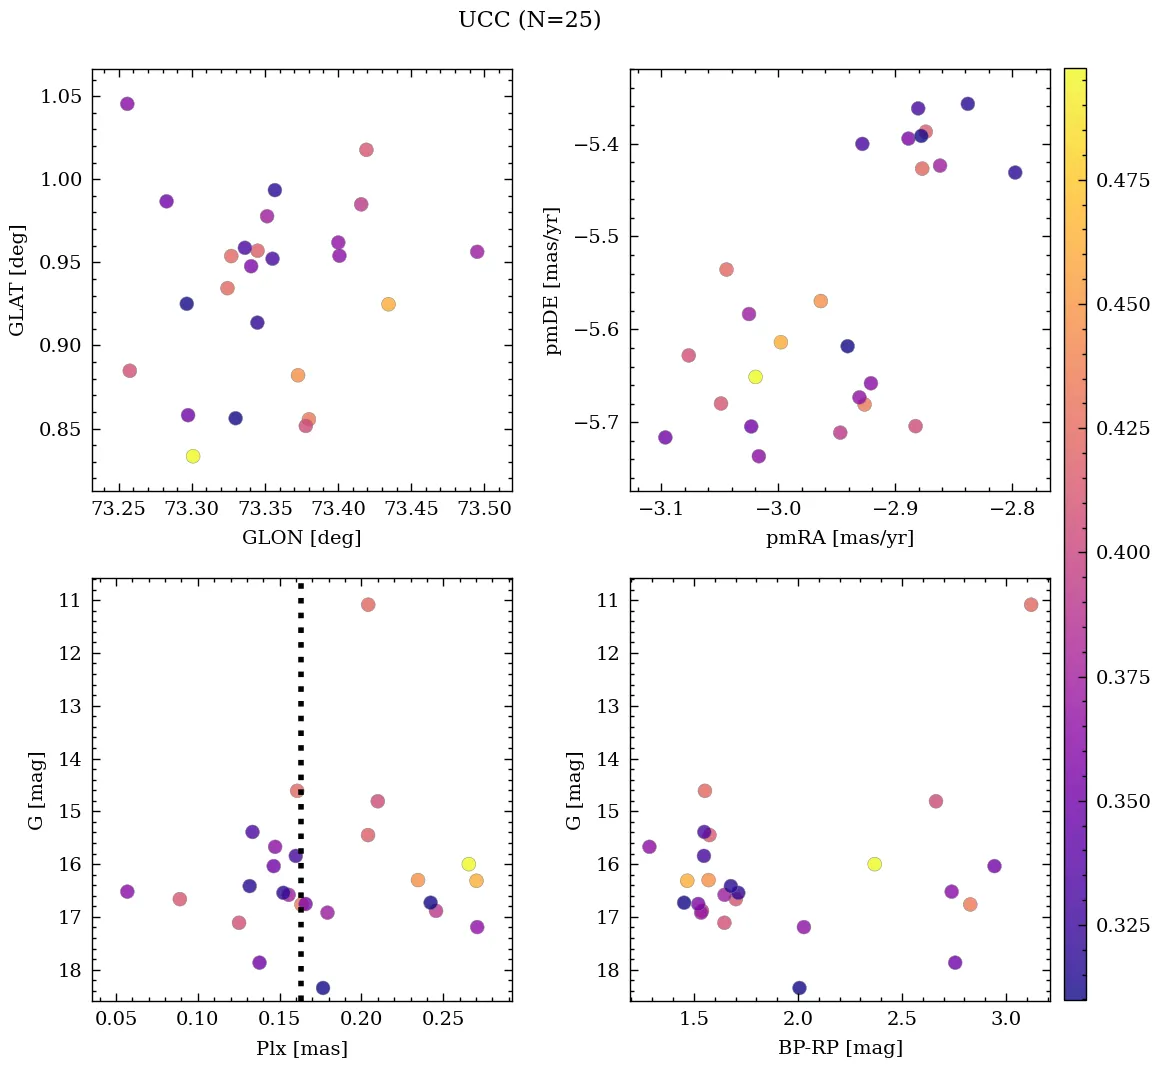 UCC (N=25)
1.05
1.00
0.95
0.90
0.85
GLAT [deg]
73.25 73.30 73.35 73.40 73.45 73.50
GLON [deg]
−5.4
−5.5
−5.6
−5.7
pmDE [mas/yr]
−3.1 −3.0 −2.9 −2.8
pmRA [mas/yr]
11
12
13
14
15
16
17
18
G [mag]
0.05 0.10 0.15 0.20 0.25
Plx [mas]
11
12
13
14
15
16
17
18
G [mag]
1.5 2.0 2.5 3.0
BP-RP [mag]
0.475
0.450
0.425
0.400
0.375
0.350
0.325